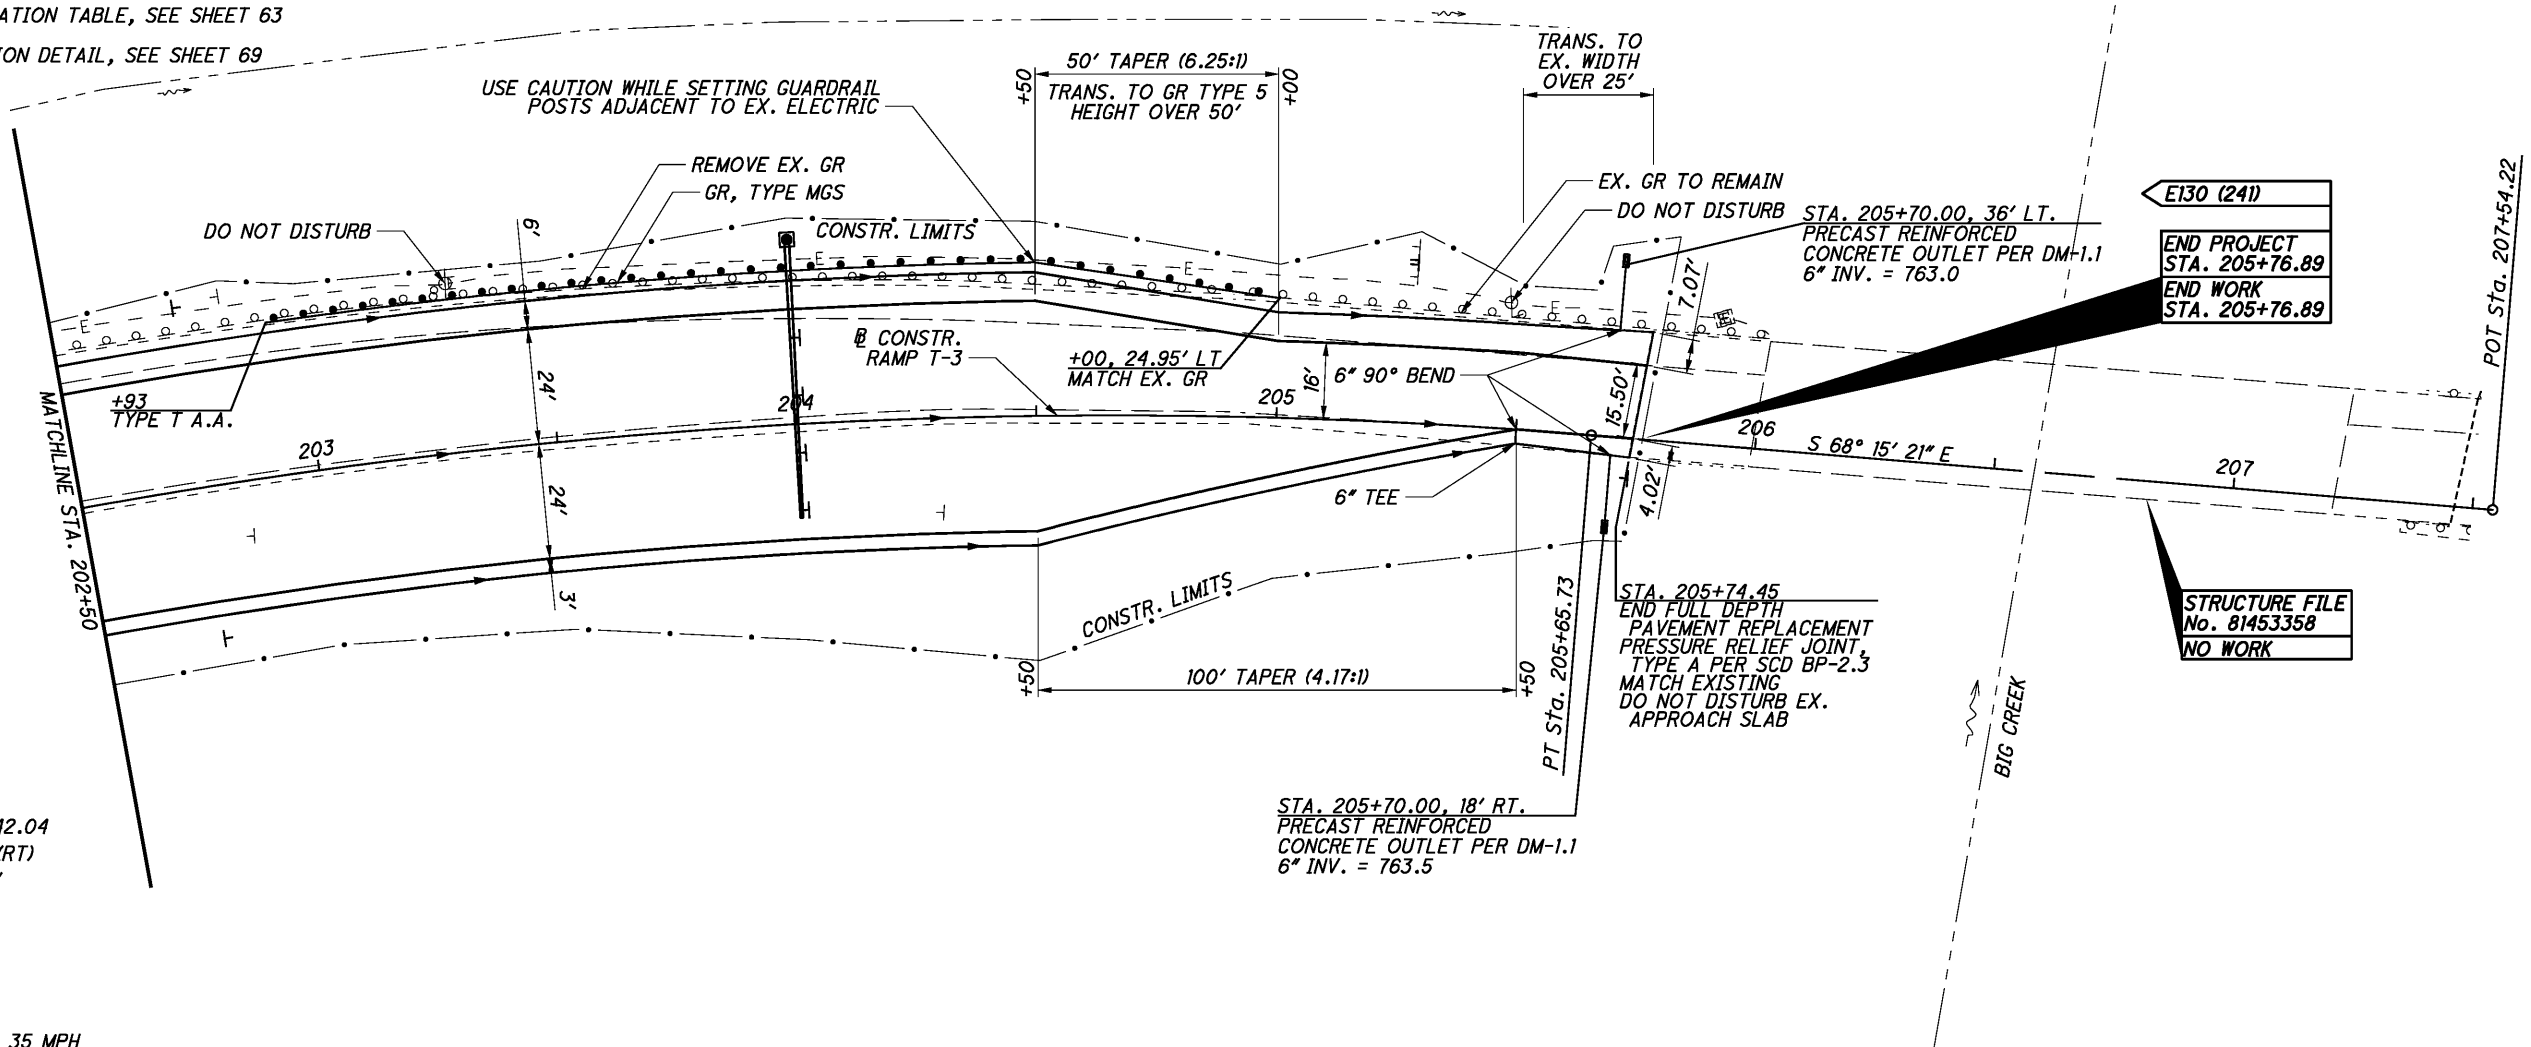 ATION TABLE, SEE SHEET 63
ION DETAIL, SEE SHEET 69
USE CAUTION WHILE SETTING GUARDRAIL
POSTS ADJACENT TO EX. ELECTRIC
+50
50' TAPER (6.25:1)
TRANS. TO GR TYPE 5
HEIGHT OVER 50'
+00
TRANS. TO
EX. WIDTH
OVER 25'
REMOVE EX. GR
GR, TYPE MGS
DO NOT DISTURB
6'
CONSTR. LIMITS
E
E
E
E
EX. GR TO REMAIN
DO NOT DISTURB
STA. 205+70.00, 36' LT.
PRECAST REINFORCED
CONCRETE OUTLET PER DM-1.1
6" INV. = 763.0
E130 (241)
END PROJECT
STA. 205+76.89
END WORK
STA. 205+76.89
POT Sta. 207+54.22
7.07'
℄ CONSTR.
RAMP T-3
+00, 24.95' LT
MATCH EX. GR
16'
6" 90° BEND
15.50'
+93
TYPE T A.A.
24'
203
204
205
206
207
S 68° 15' 21" E
MATCHLINE STA. 202+50
24'
6" TEE
4.02'
3'
CONSTR. LIMITS
+50
100' TAPER (4.17:1)
+50
PT Sta. 205+65.73
STA. 205+74.45
END FULL DEPTH
PAVEMENT REPLACEMENT
PRESSURE RELIEF JOINT,
TYPE A PER SCD BP-2.3
MATCH EXISTING
DO NOT DISTURB EX.
APPROACH SLAB
BIG CREEK
STRUCTURE FILE
No. 81453358
NO WORK
STA. 205+70.00, 18' RT.
PRECAST REINFORCED
CONCRETE OUTLET PER DM-1.1
6" INV. = 763.5
12.04
(RT)
35 MPH